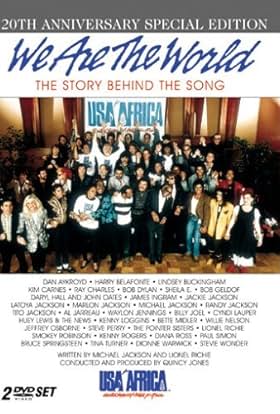 20TH ANNIVERSARY SPECIAL EDITION
We Are The World
THE STORY BEHIND THE SONG
USA AFRICA
DAN AYKROYD • HARRY BELAFONTE • LINDSEY BUCKINGHAM
KIM CARNES • RAY CHARLES • BOB DYLAN • SHEILA E. • BOB GELDOF
DARYL HALL AND JOHN OATES • JAMES INGRAM • JACKIE JACKSON
LATOYA JACKSON • MARLON JACKSON • MICHAEL JACKSON • RANDY JACKSON
TITO JACKSON • AL JARREAU • WAYLON JENNINGS • BILLY JOEL • CYNDI LAUPER
HUEY LEWIS & THE NEWS • KENNY LOGGINS • BETTE MIDLER • WILLIE NELSON
JEFFREY OSBORNE • STEVE PERRY • THE POINTER SISTERS • LIONEL RICHIE
SMOKEY ROBINSON • KENNY ROGERS • DIANA ROSS • PAUL SIMON
BRUCE SPRINGSTEEN • TINA TURNER • DIONNE WARWICK • STEVIE WONDER
WRITTEN BY MICHAEL JACKSON AND LIONEL RICHIE
CONDUCTED AND PRODUCED BY QUINCY JONES
2 DVD SET
VIDEO
USA AFRICA